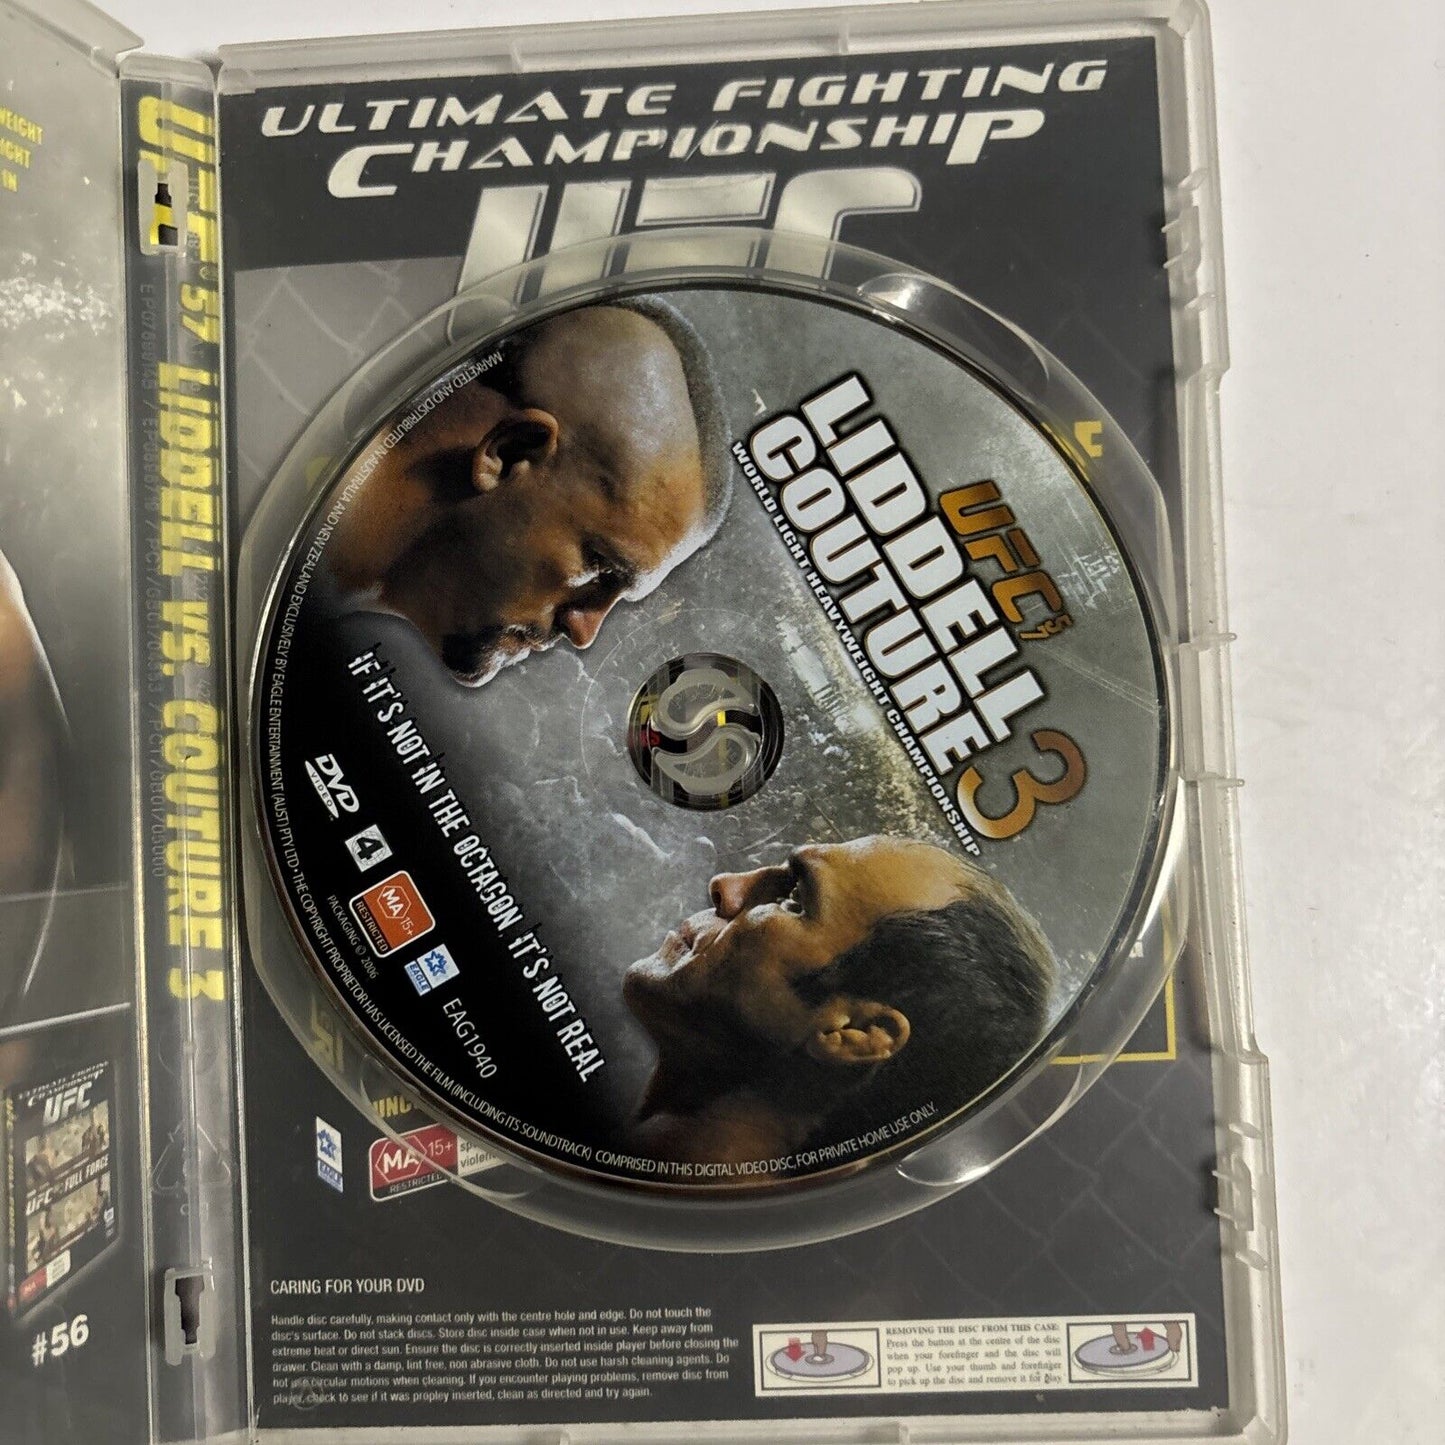 EIGHT
IGHT
IN
ULTIMATE FIGHTING
CHAMPIONSHIP
UFC
#56
UFC 57 LIDDELL VS. COUTURE 3
ULTIMATE FIGHTING
CHAMPIONSHIP
UFC
UFC 57
LIDDELL
COUTURE 3
WORLD LIGHT HEAVYWEIGHT CHAMPIONSHIP
IF IT'S NOT IN THE OCTAGON, IT'S NOT REAL
DVD
VIDEO
4
MA 15+
RESTRICTED
PACKAGING © 2006
EAGLE
EAG1940
MARKETED AND DISTRIBUTED IN AUSTRALIA AND NEW ZEALAND EXCLUSIVELY BY EAGLE ENTERTAINMENT (AUST) PTY LTD • THE COPYRIGHT PROPRIETOR HAS LICENSED THE FILM (INCLUDING ITS SOUNDTRACK) COMPRISED IN THIS DIGITAL VIDEO DISC, FOR PRIVATE HOME USE ONLY.
EAGLE
MA 15+
RESTRICTED
CARING FOR YOUR DVD
Handle disc carefully, making contact only with the centre hole and edge. Do not touch the
disc's surface. Do not stack discs. Store disc inside case when not in use. Keep away from
extreme heat or direct sun. Ensure the disc is correctly inserted inside player before closing the
drawer. Clean with a damp, lint free, non abrasive cloth. Do not use harsh cleaning agents. Do
not use circular motions when cleaning. If you encounter playing problems, remove disc from
player, check to see if it was propley inserted, clean as directed and try again.
REMOVING THE DISC FROM THIS CASE:
Press the button at the centre of the disc
when your forefinger and the disc will
pop up. Use your thumb and forefinger
to pick up the disc and remove it for play